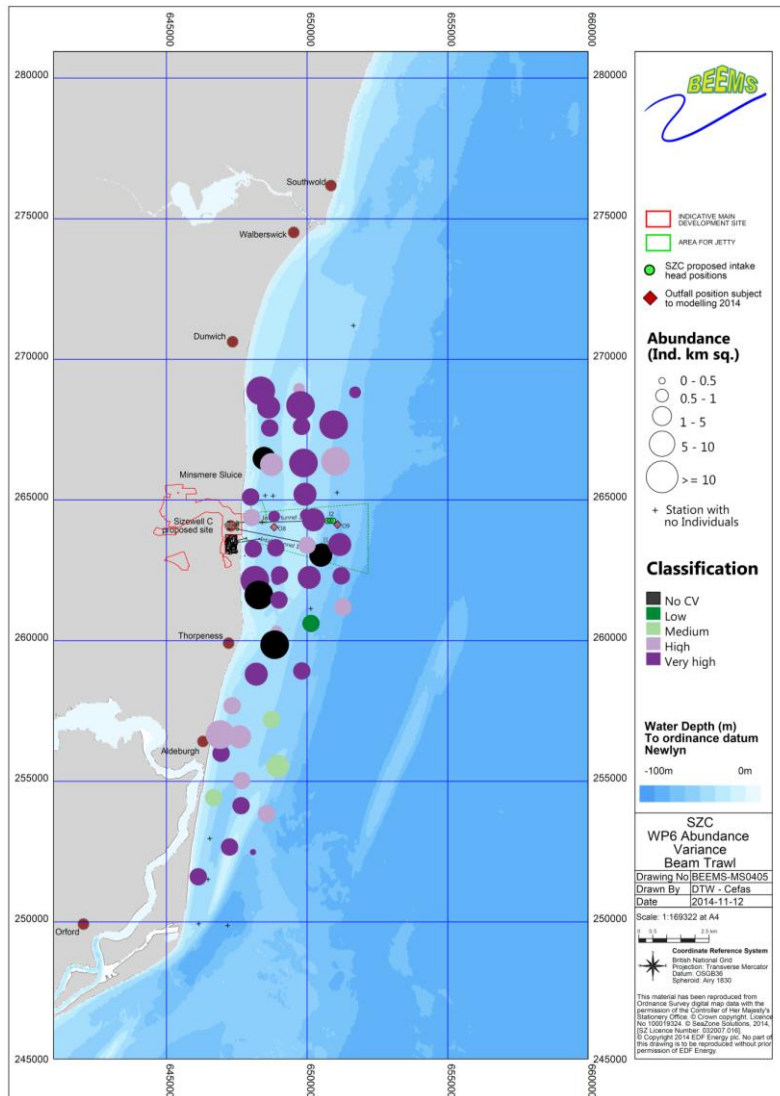 645000
650000
655000
660000
280000
280000
Southwold
275000
275000
Walberswick
Dunwich
270000
270000
Minsmere Sluice
265000
265000
Sizewell C
proposed site
O9
260000
260000
Thorpeness
Aldeburgh
255000
255000
Orford
250000
250000
245000
245000
645000
650000
655000
660000
BEEMS
INDICATIVE MAIN
DEVELOPMENT SITE
AREA FOR JETTY
SZC proposed intake
head positions
Outfall position subject
to modelling 2014
Abundance
(Ind. km sq.)
0 - 0.5
0.5 - 1
1 - 5
5 - 10
> = 10
+ Station with
no Individuals
Classification
No CV
Low
Medium
High
Very high
Water Depth (m)
To ordinance datum
Newlyn
-100m 0m
SZC
WP6 Abundance
Variance
Beam Trawl
Drawing No BEEMS-MS0405
Drawn By DTW - Cefas
Date 2014-11-12
Scale: 1:169322 at A4
0 0.5 2.5 km
Coordinate Reference System
British National Grid
Projection: Transverse Mercator
Datum: OSGB36
Spheroid: Airy 1830
This material has been reproduced from
Ordnance Survey digital map data with the
permission of the Controller of Her Majesty's
Stationery Office. © Crown copyright. Licence
No 100019324. © SeaZone Solutions, 2014,
[SZ Licence Number: 032007.016].
© Copyright 2014 EDF Energy plc. No part of
this drawing is to be reproduced without prior
permission of EDF Energy.